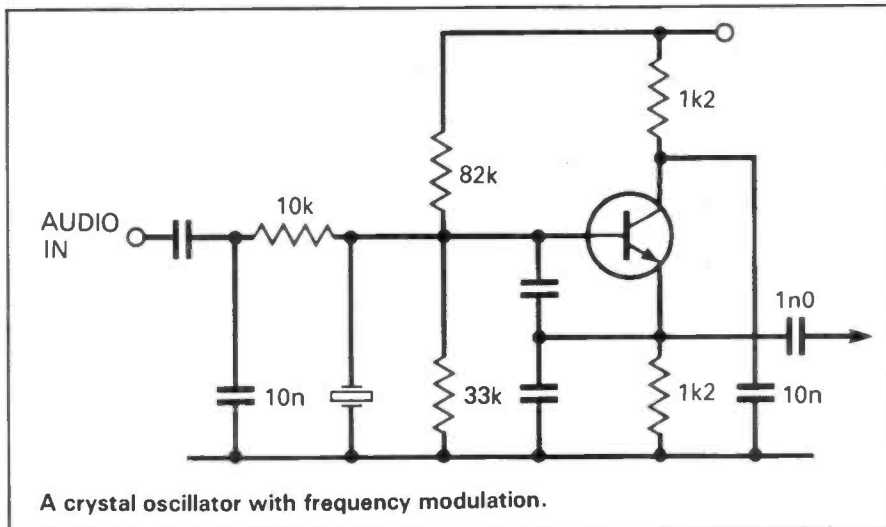 1k2
82k
10k
AUDIO
IN
1n0
10n
33k
1k2
10n
A crystal oscillator with frequency modulation.